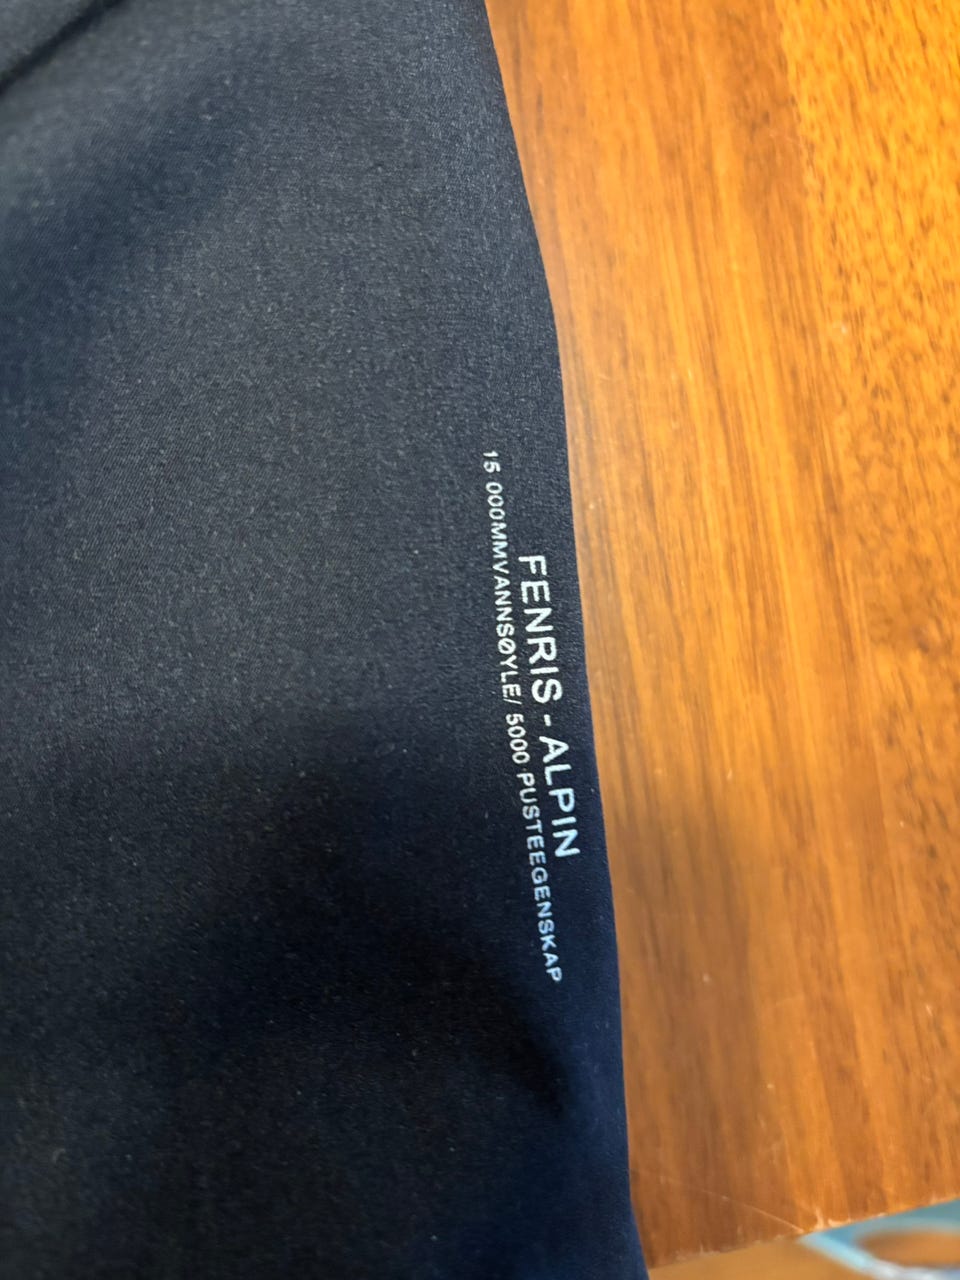 FENRIS - ALPIN
15 000MMVANNSØYLE/ 5000 PUSTEEGENSKAP